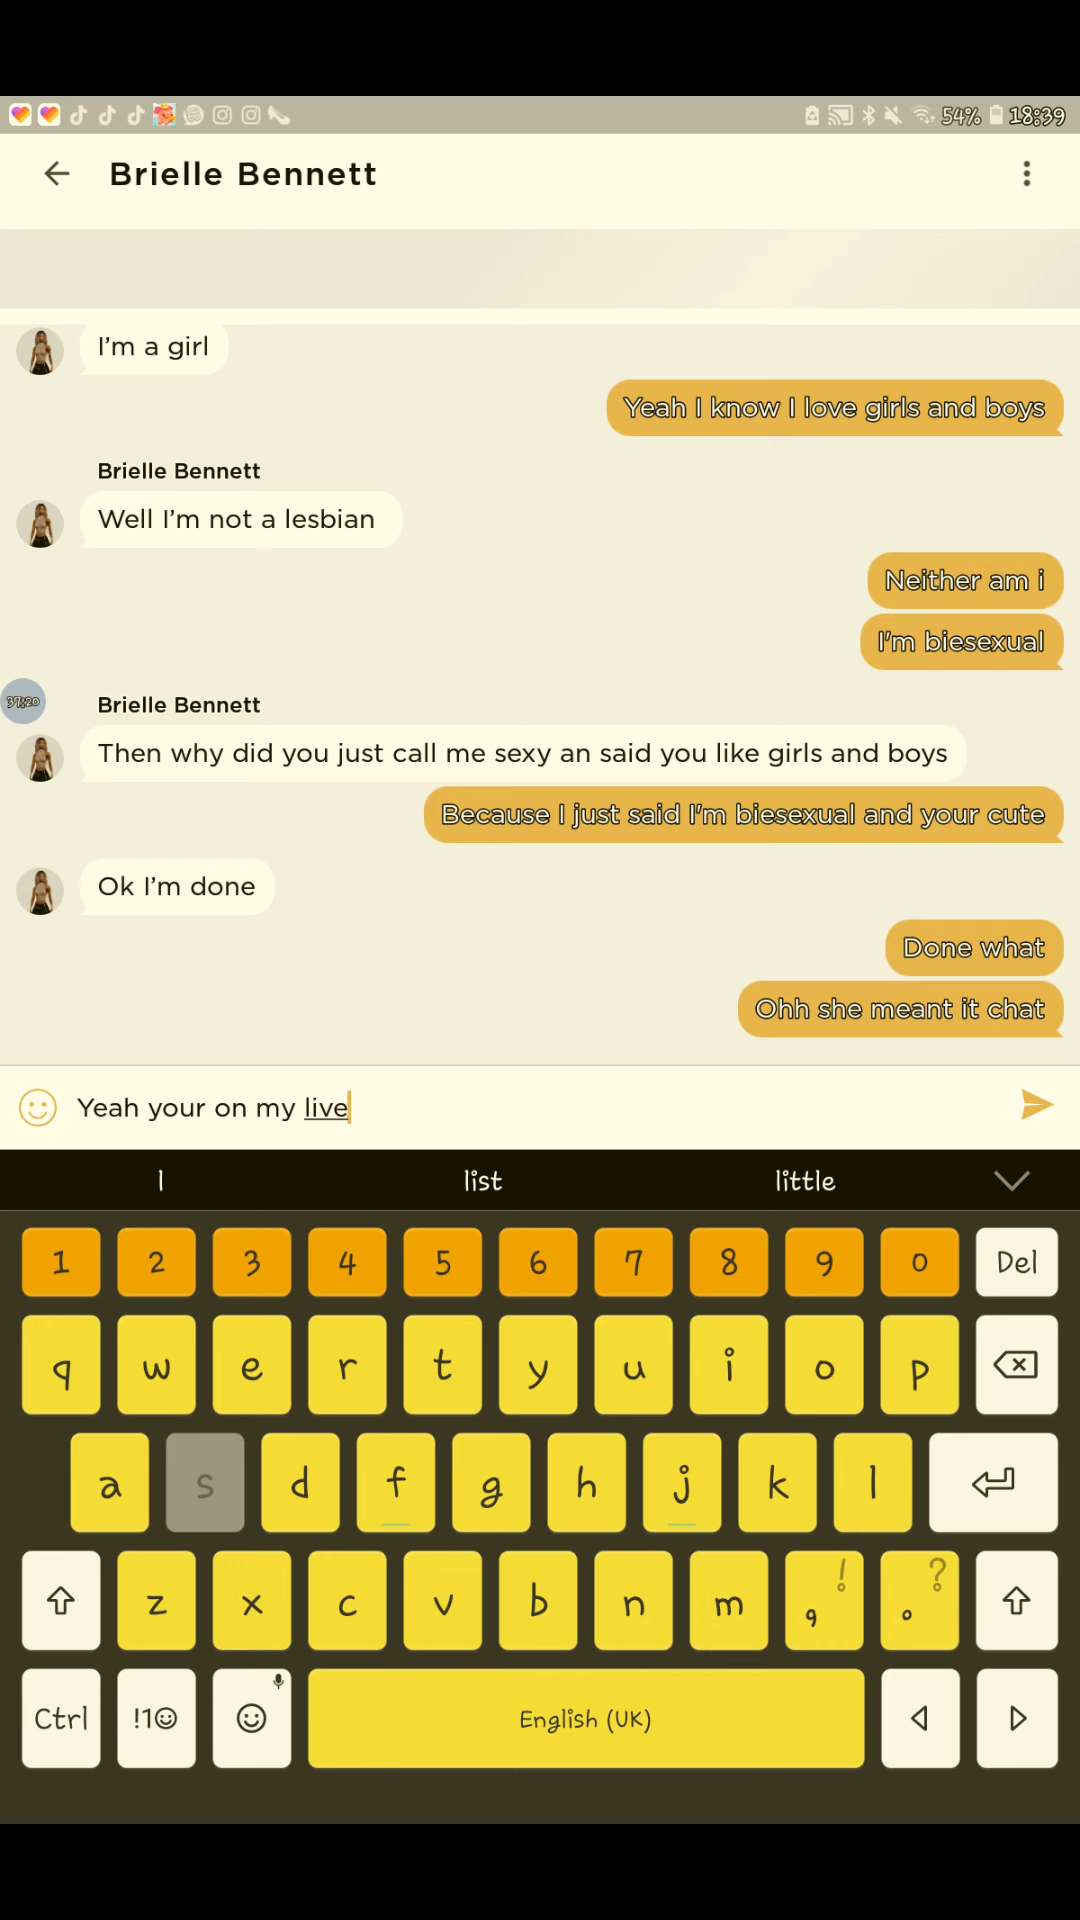 54% 18:39
Brielle Bennett
I'm a girl
Yeah I know I love girls and boys
Brielle Bennett
Well I'm not a lesbian
Neither am i
I'm biesexual
37:20
Brielle Bennett
Then why did you just call me sexy an said you like girls and boys
Because I just said I'm biesexual and your cute
Ok I'm done
Done what
Ohh she meant it chat
Yeah your on my live
l list little
1 2 3 4 5 6 7 8 9 0 Del
q w e r t y u i o p
a s d f g h j k l
z x c v b n m , ! . ?
Ctrl !1☺ English (UK)